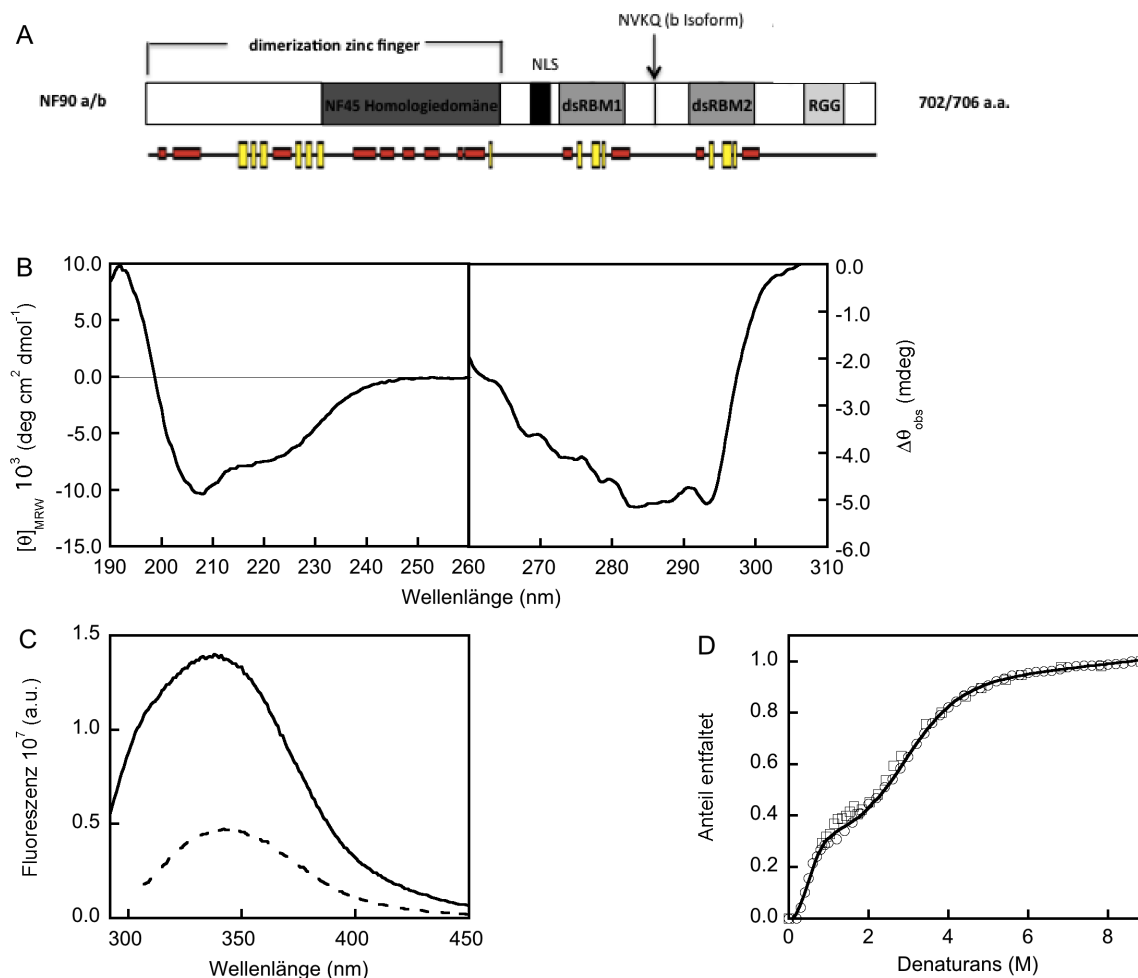 A
dimerization zinc finger
NVKQ (b Isoform)
NLS
NF90 a/b
NF45 Homologiedomäne
dsRBM1
dsRBM2
RGG
702/706 a.a.
B
10.0
5.0
0.0
-5.0
-10.0
-15.0
[θ]MRW 10³ (deg cm² dmol⁻¹)
0.0
-1.0
-2.0
-3.0
-4.0
-5.0
-6.0
Δθobs (mdeg)
190 200 210 220 230 240 250 260 270 280 290 300 310
Wellenlänge (nm)
C
1.5
1.0
0.5
0.0
Fluoreszenz 10⁷ (a.u.)
300 350 400 450
Wellenlänge (nm)
D
1.0
0.8
0.6
0.4
0.2
0.0
Anteil entfaltet
0 2 4 6 8
Denaturans (M)